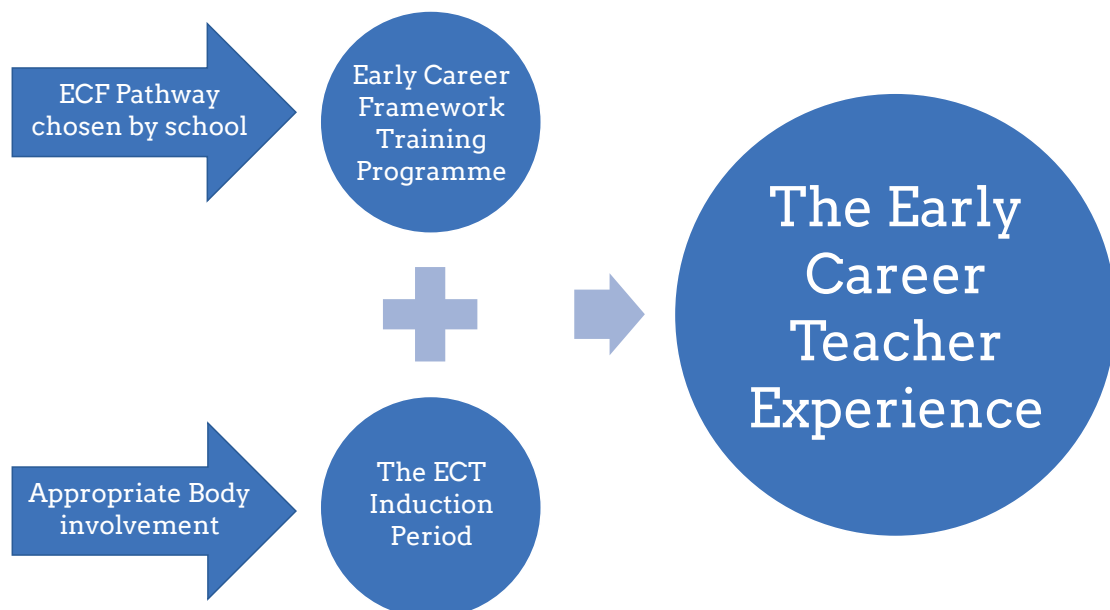 ECF Pathway
chosen by school
Early Career
Framework
Training
Programme
Appropriate Body
involvement
The ECT
Induction
Period
The Early
Career
Teacher
Experience